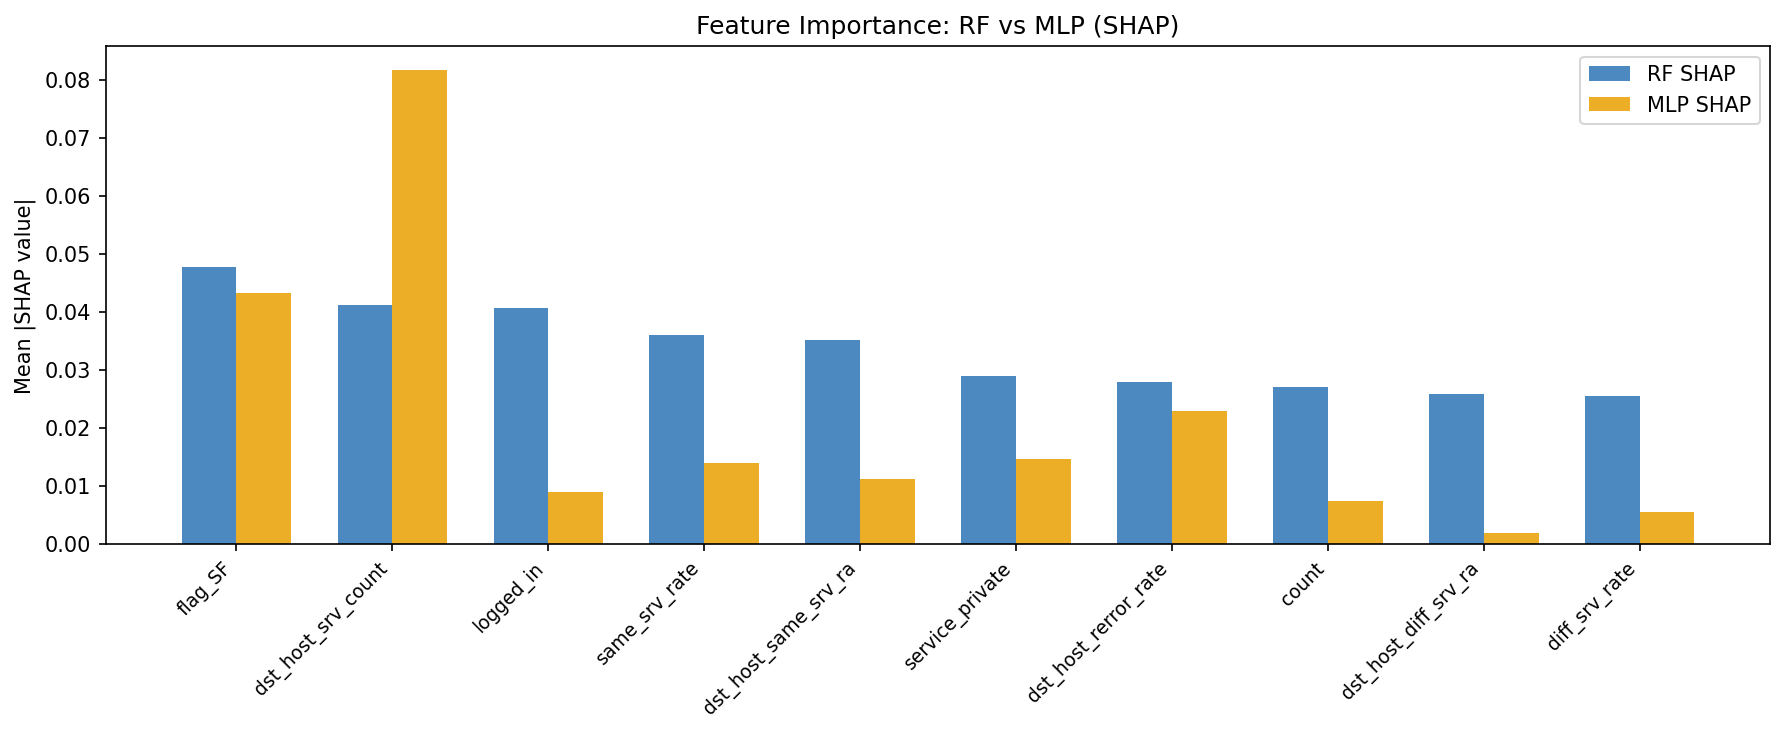 Feature Importance: RF vs MLP (SHAP)
RF SHAP
MLP SHAP
Mean |SHAP value|
0.08
0.07
0.06
0.05
0.04
0.03
0.02
0.01
0.00
flag_SF
dst_host_srv_count
logged_in
same_srv_rate
dst_host_same_srv_ra
service_private
dst_host_rerror_rate
count
dst_host_diff_srv_ra
diff_srv_rate